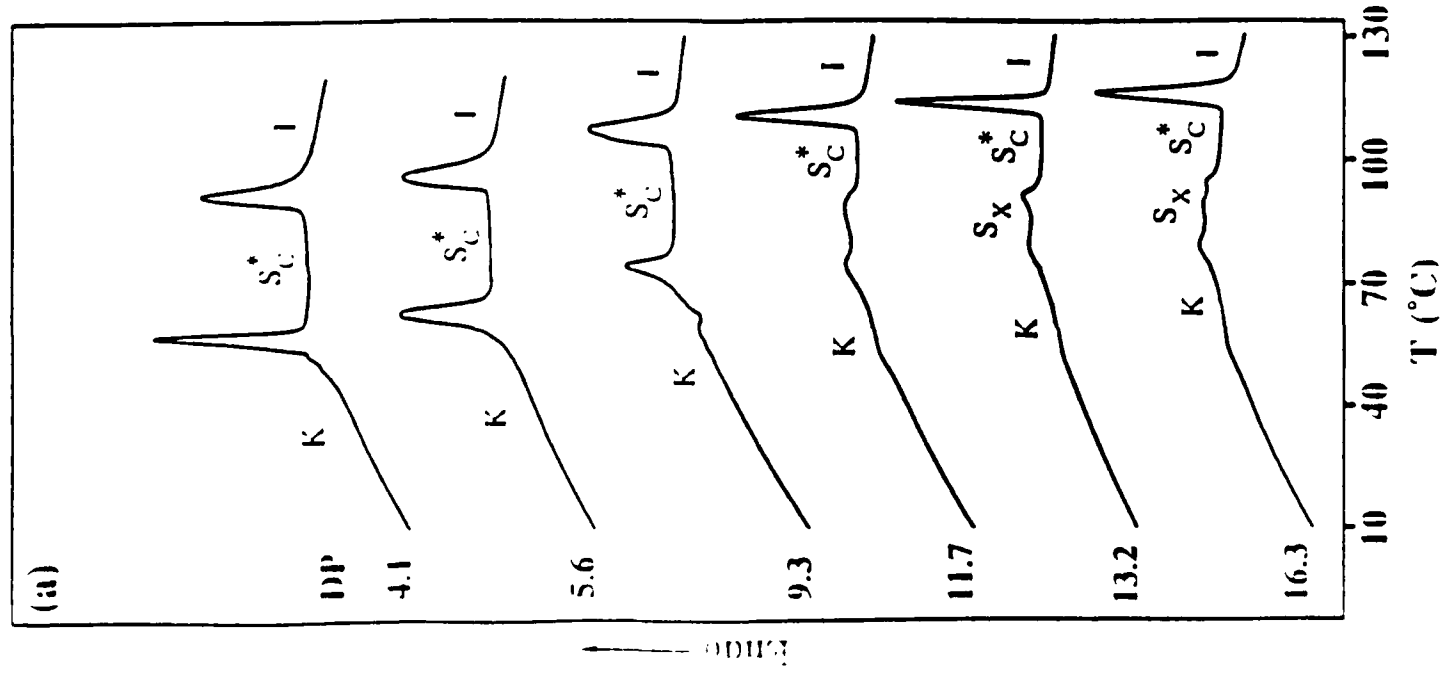 (a)
DP
4.1
K
S*C
I
5.6
K
S*C
I
9.3
K
S*C
I
11.7
K
S*C
I
13.2
K
SX
S*C
I
16.3
K
SX
S*C
I
10 40 70 100 130
T (°C)
Endo